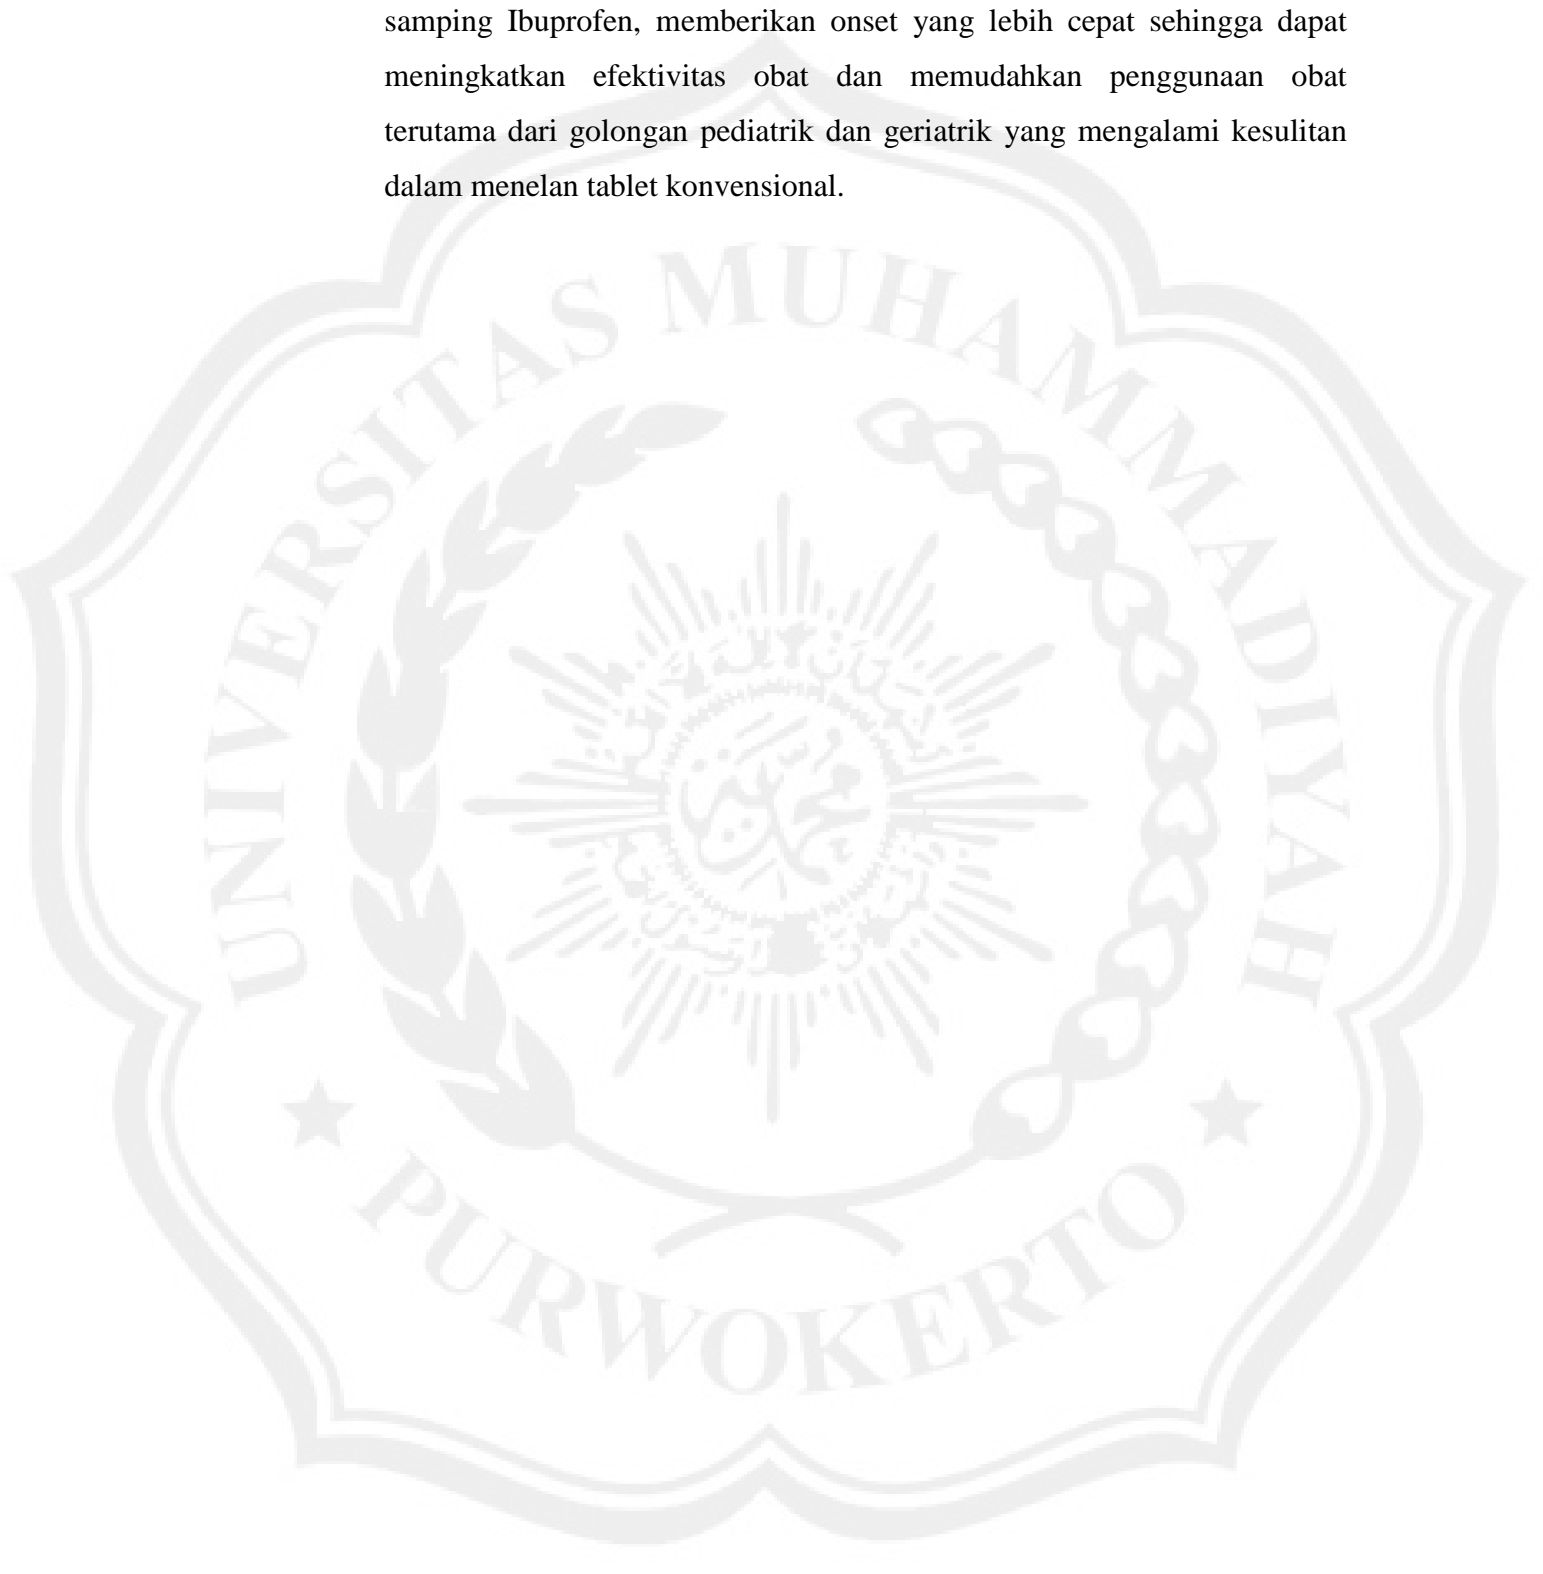 samping Ibuprofen, memberikan onset yang lebih cepat sehingga dapat
meningkatkan efektivitas obat dan memudahkan penggunaan obat
terutama dari golongan pediatrik dan geriatrik yang mengalami kesulitan
dalam menelan tablet konvensional.
UNIVERSITAS MUHAMMADIYAH
PURWOKERTO